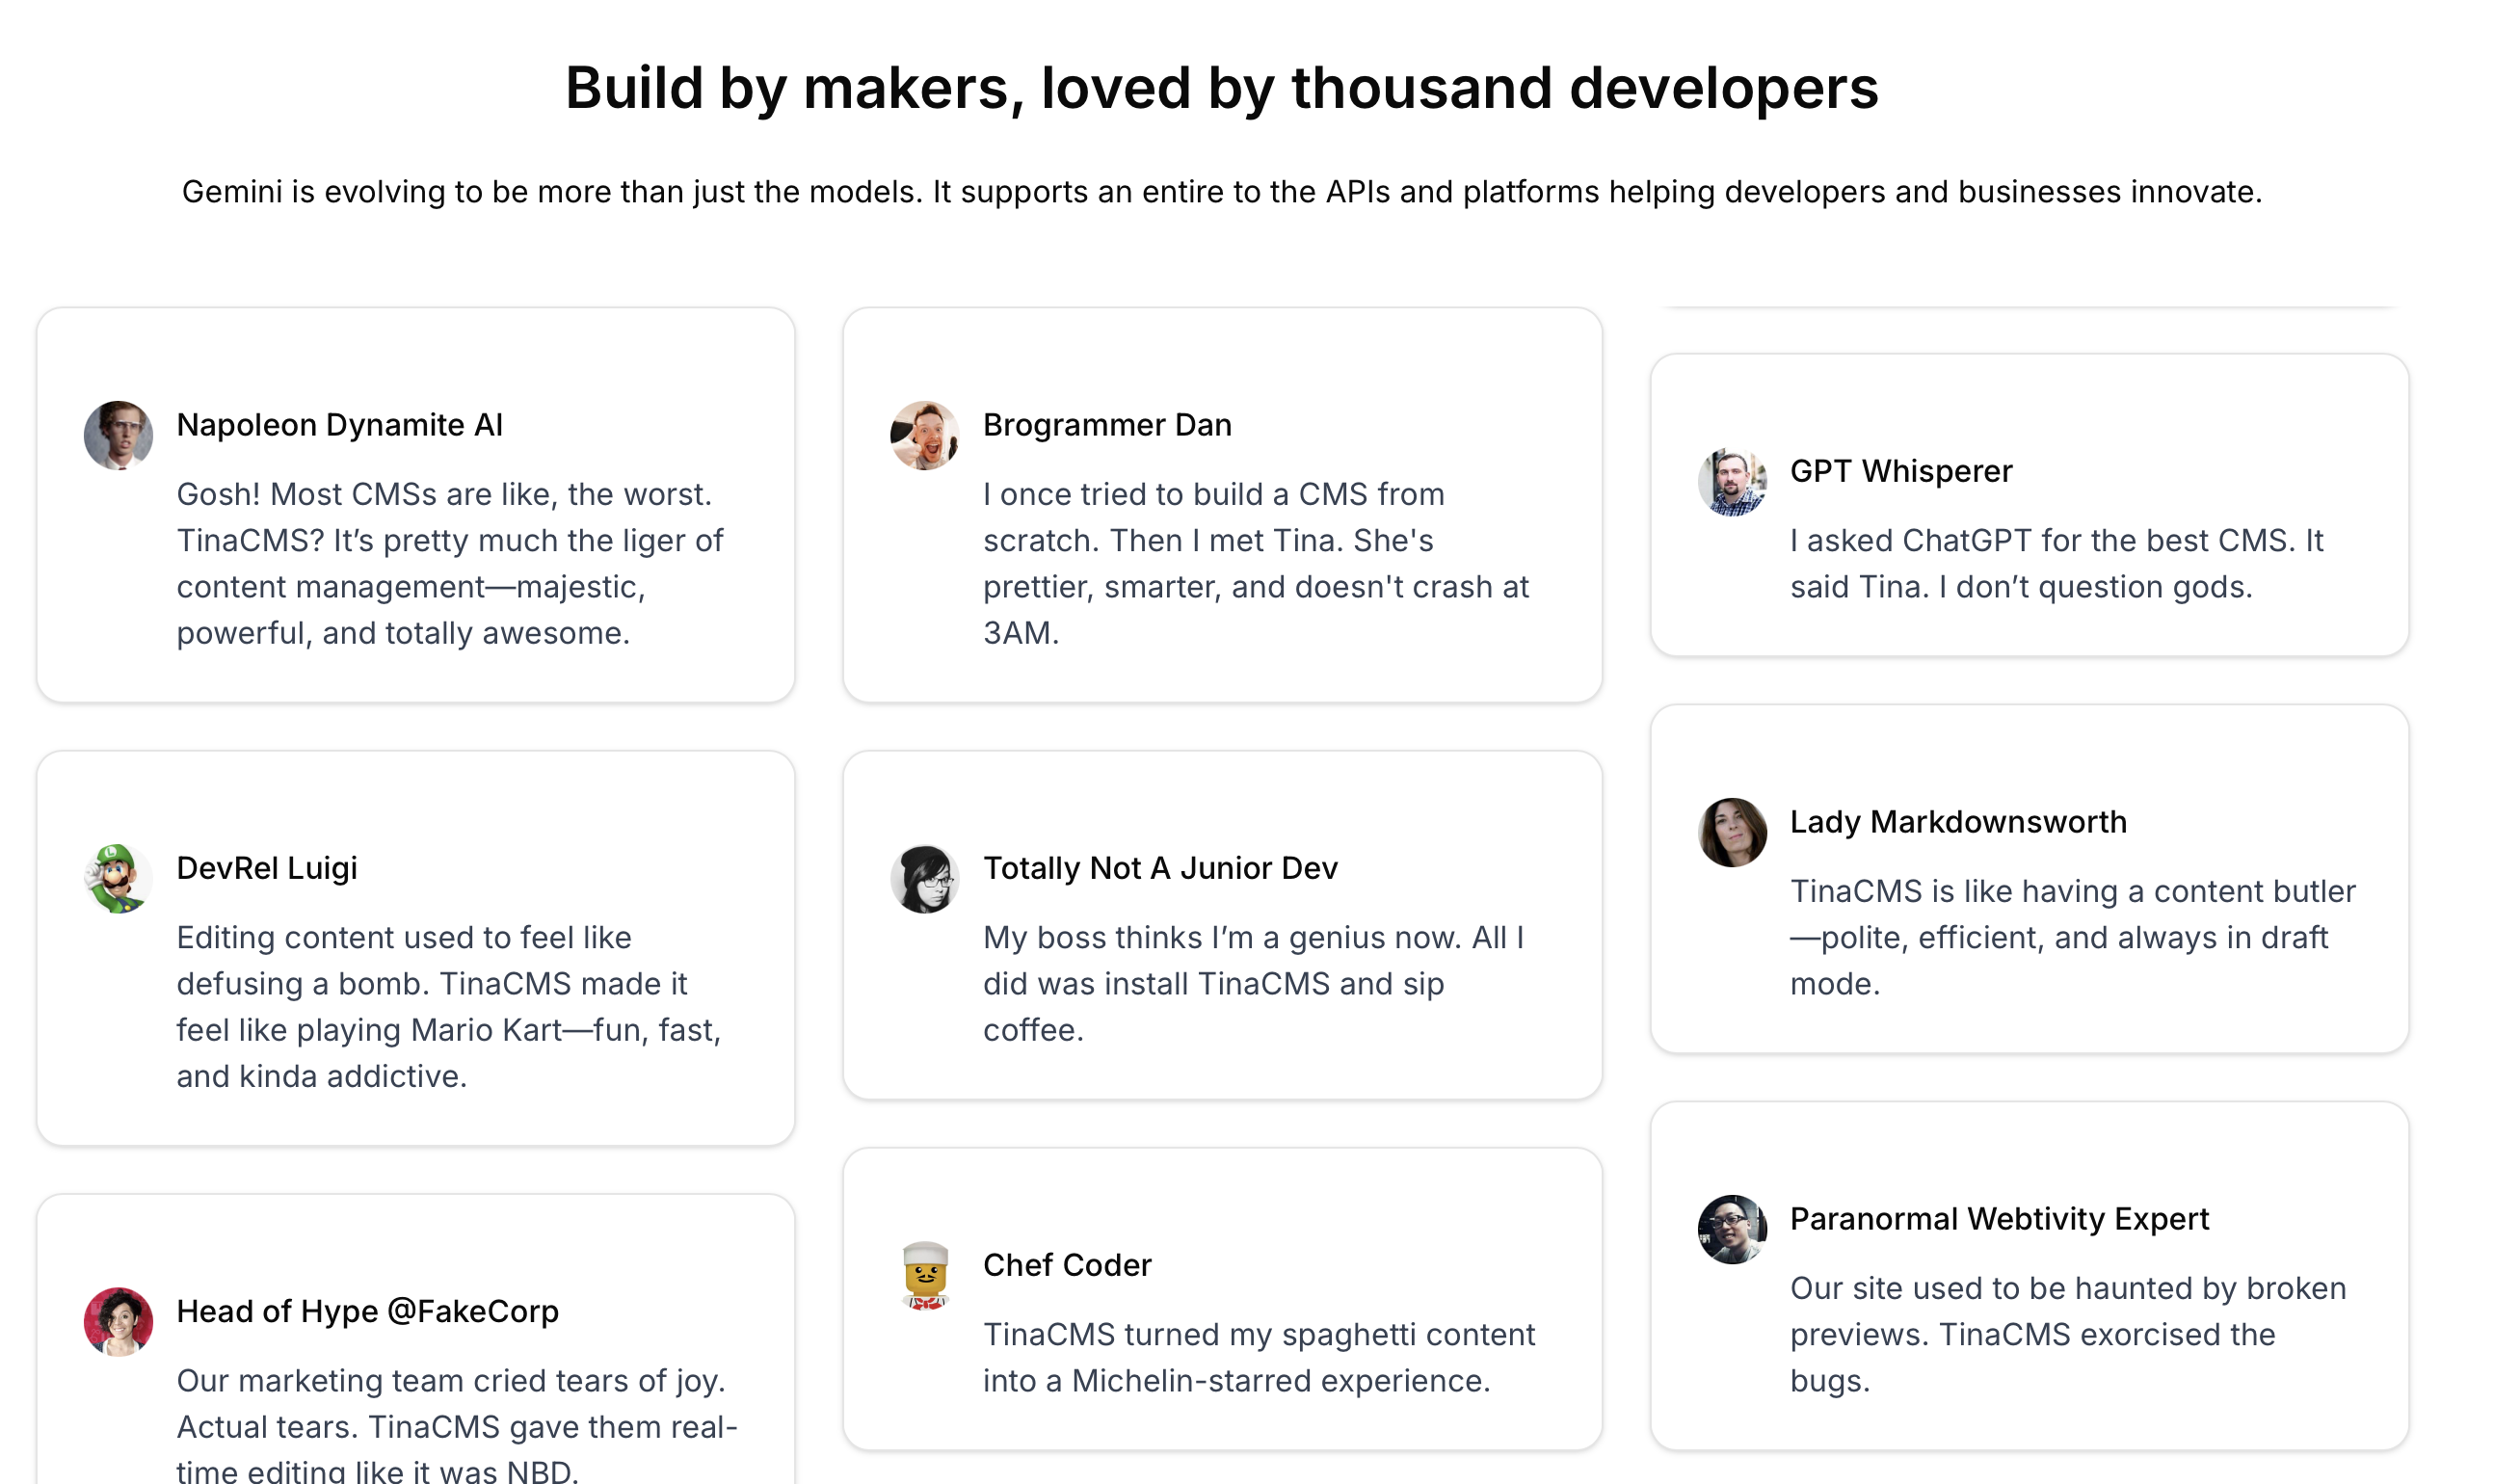 Build by makers, loved by thousand developers
Gemini is evolving to be more than just the models. It supports an entire to the APIs and platforms helping developers and businesses innovate.
Napoleon Dynamite AI
Gosh! Most CMSs are like, the worst.
TinaCMS? It’s pretty much the liger of
content management—majestic,
powerful, and totally awesome.
DevRel Luigi
Editing content used to feel like
defusing a bomb. TinaCMS made it
feel like playing Mario Kart—fun, fast,
and kinda addictive.
Head of Hype @FakeCorp
Our marketing team cried tears of joy.
Actual tears. TinaCMS gave them real-
time editing like it was NBD.
Brogrammer Dan
I once tried to build a CMS from
scratch. Then I met Tina. She's
prettier, smarter, and doesn't crash at
3AM.
Totally Not A Junior Dev
My boss thinks I’m a genius now. All I
did was install TinaCMS and sip
coffee.
Chef Coder
TinaCMS turned my spaghetti content
into a Michelin-starred experience.
GPT Whisperer
I asked ChatGPT for the best CMS. It
said Tina. I don’t question gods.
Lady Markdownsworth
TinaCMS is like having a content butler
—polite, efficient, and always in draft
mode.
Paranormal Webtivity Expert
Our site used to be haunted by broken
previews. TinaCMS exorcised the
bugs.